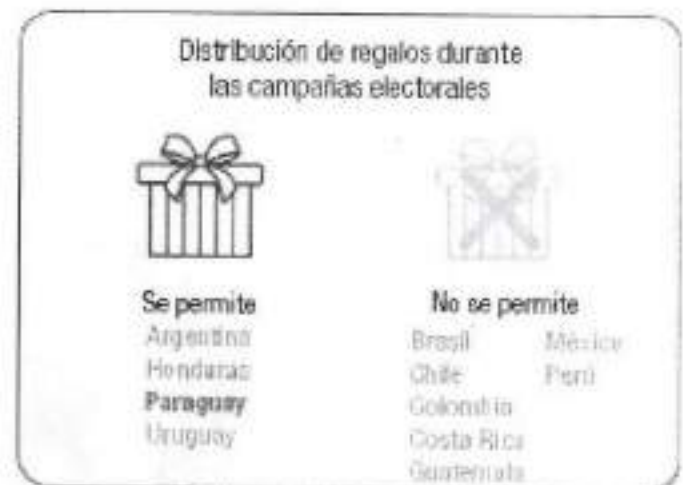 Distribución de regalos durante
las campañas electorales
Se permite
Argentina
Honduras
Paraguay
Uruguay
No se permite
Brasil México
Chile Perú
Colombia
Costa Rica
Guatemala